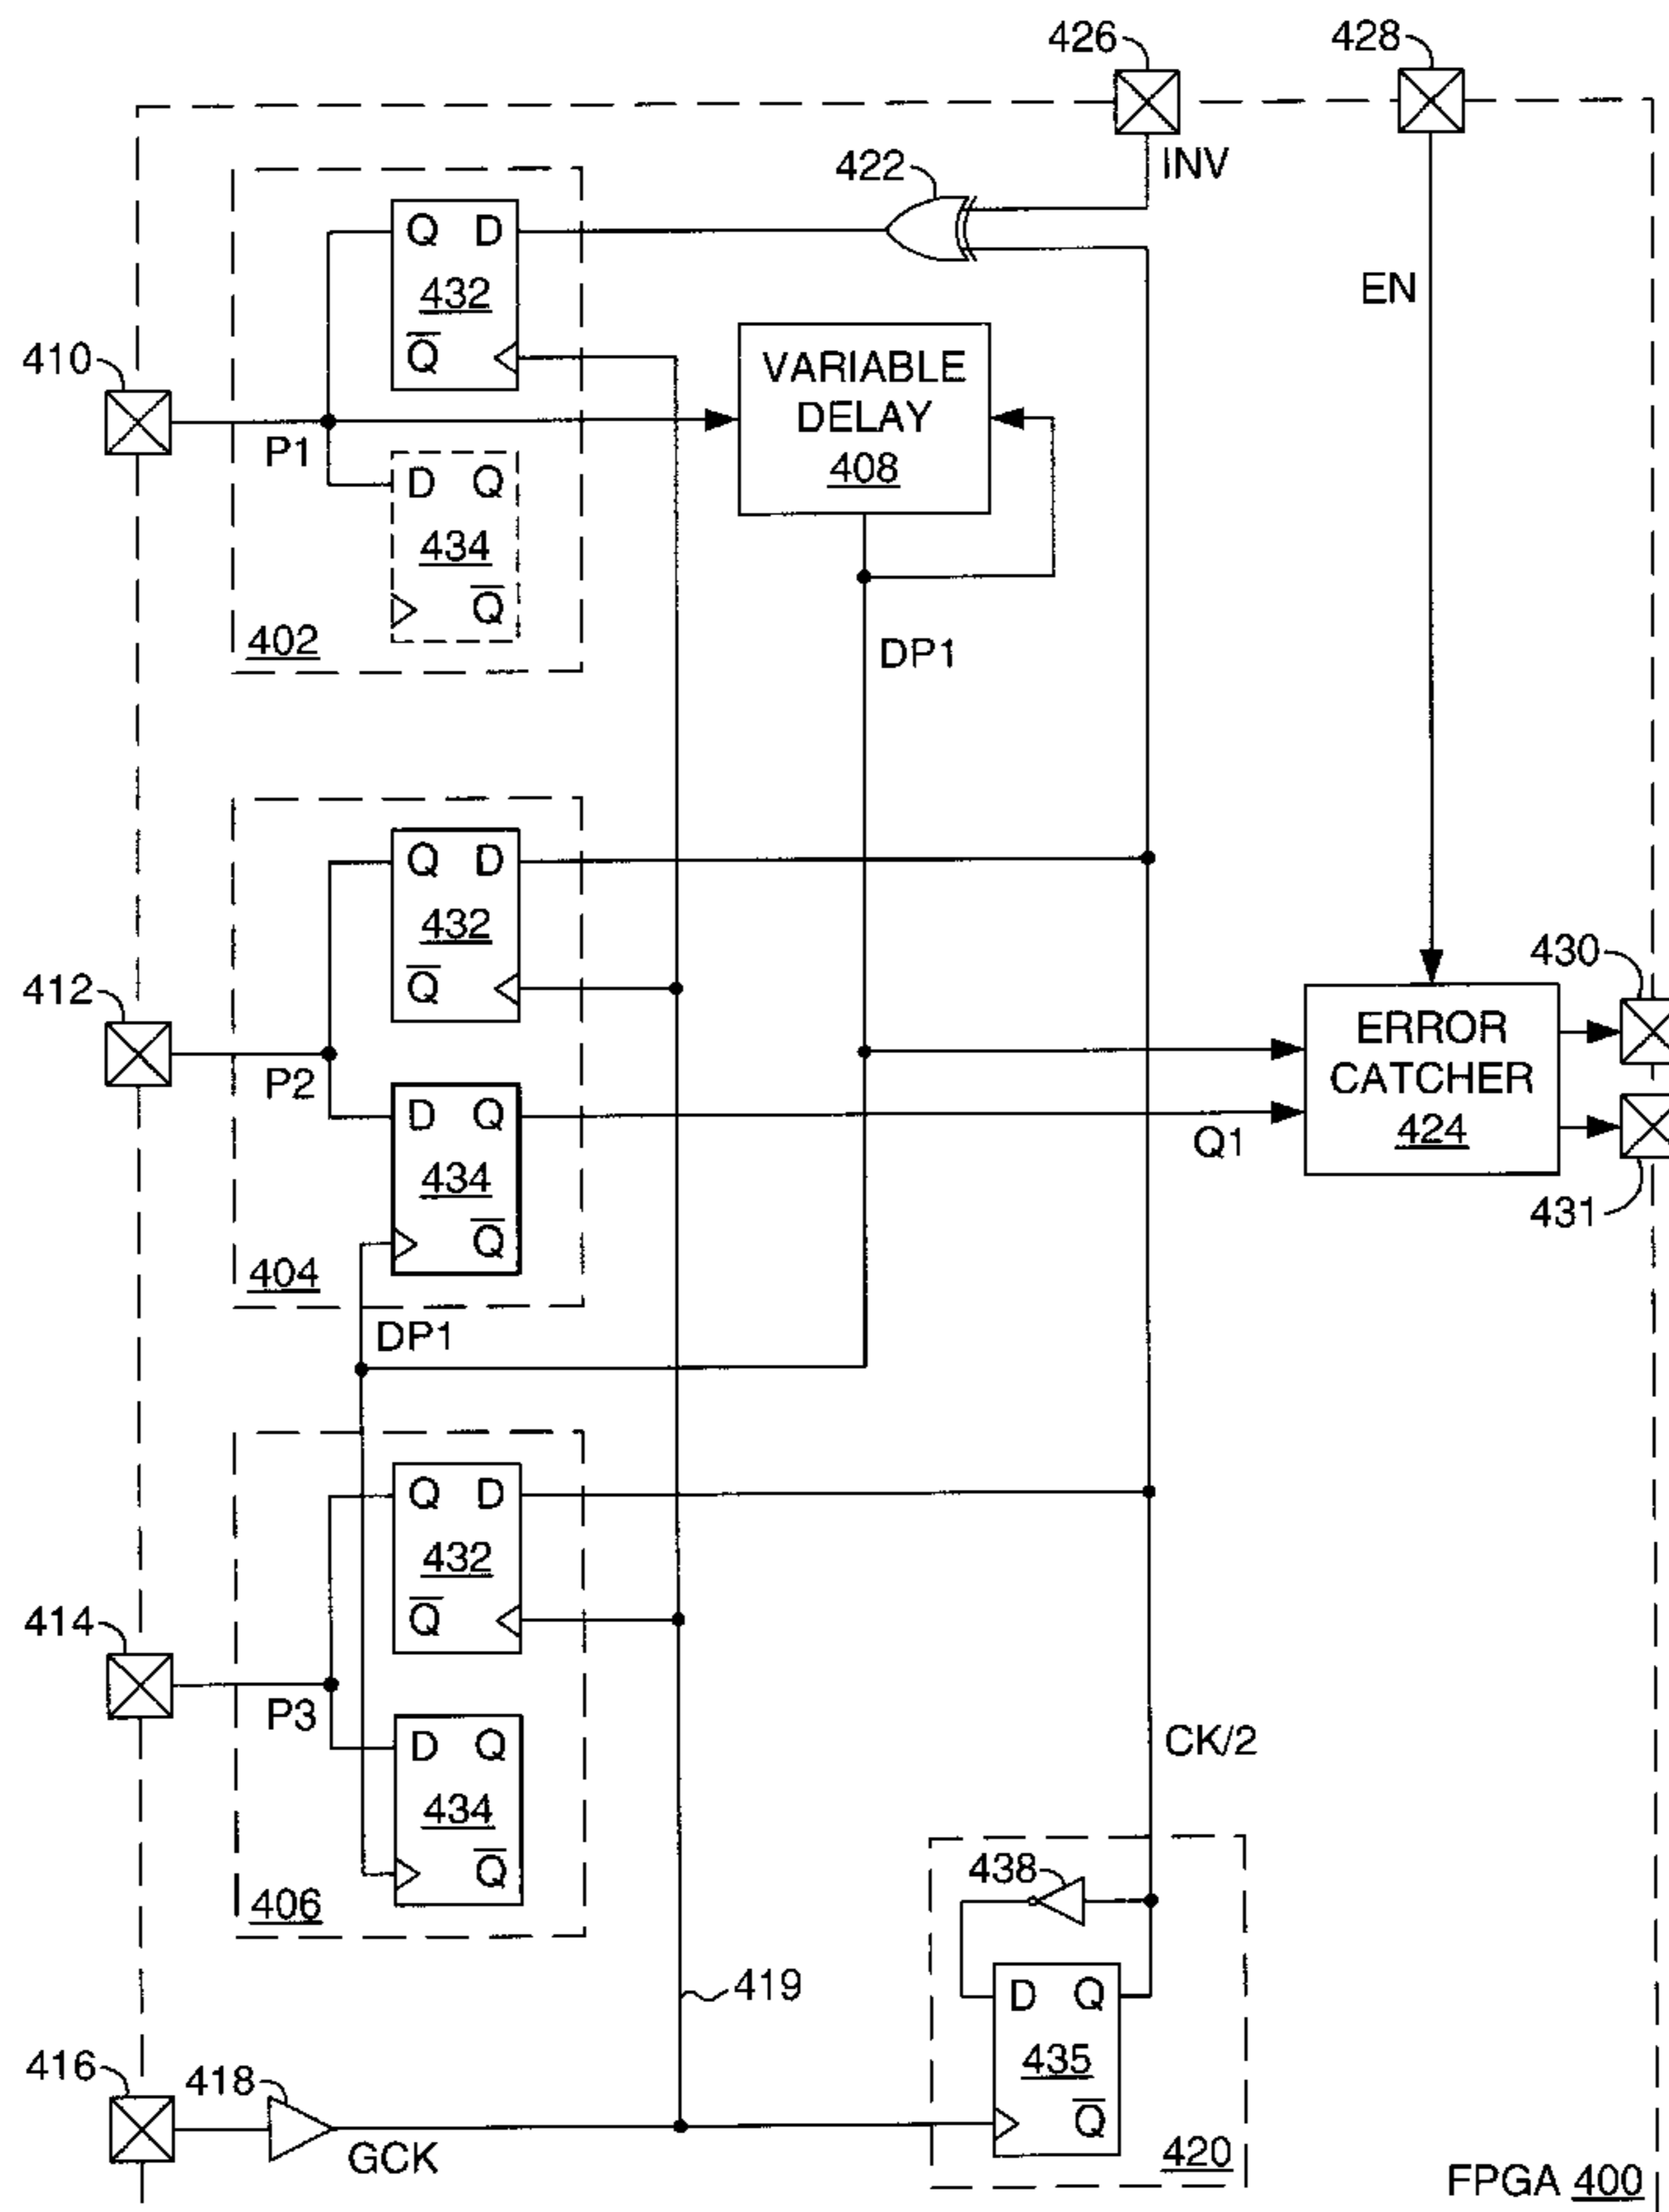 426
428
422
INV
Q D
432
Q̅
EN
410
P1
VARIABLE
DELAY
408
D Q
434
Q̅
402
DP1
Q D
432
Q̅
412
P2
430
ERROR
CATCHER
424
D Q
Q1
434
Q̅
431
404
DP1
Q D
432
Q̅
414
P3
D Q
CK/2
434
Q̅
406
438
419
D Q
435
Q̅
416
418
GCK
420
FPGA 400